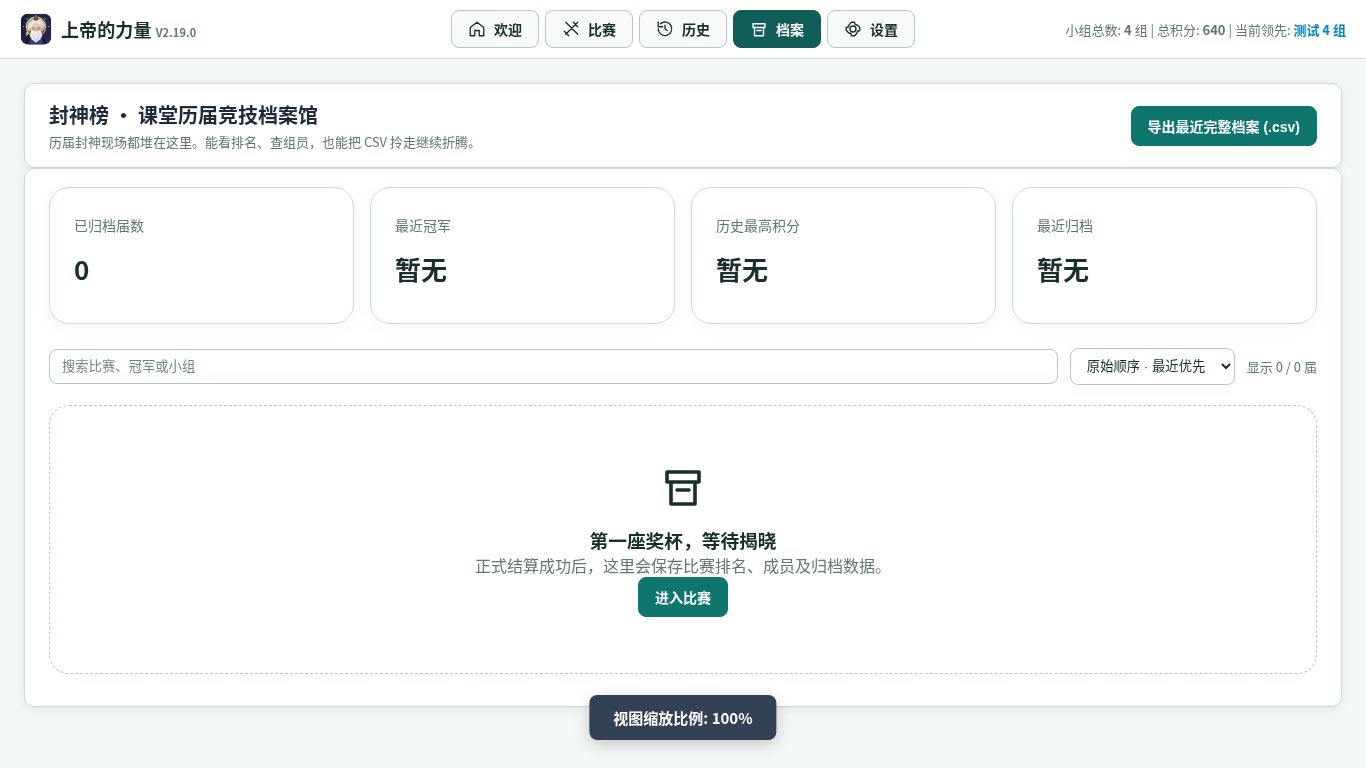 上帝的力量 V2.19.0
欢迎
比赛
历史
档案
设置
小组总数: 4 组 | 总积分: 640 | 当前领先: 测试 4 组
封神榜 · 课堂历届竞技档案馆
历届封神现场都堆在这里。能看排名、查组员，也能把 CSV 拎走继续折腾。
导出最近完整档案 (.csv)
已归档届数
0
最近冠军
暂无
历史最高积分
暂无
最近归档
暂无
搜索比赛、冠军或小组
原始顺序 · 最近优先
显示 0 / 0 届
第一座奖杯，等待揭晓
正式结算成功后，这里会保存比赛排名、成员及归档数据。
进入比赛
视图缩放比例: 100%